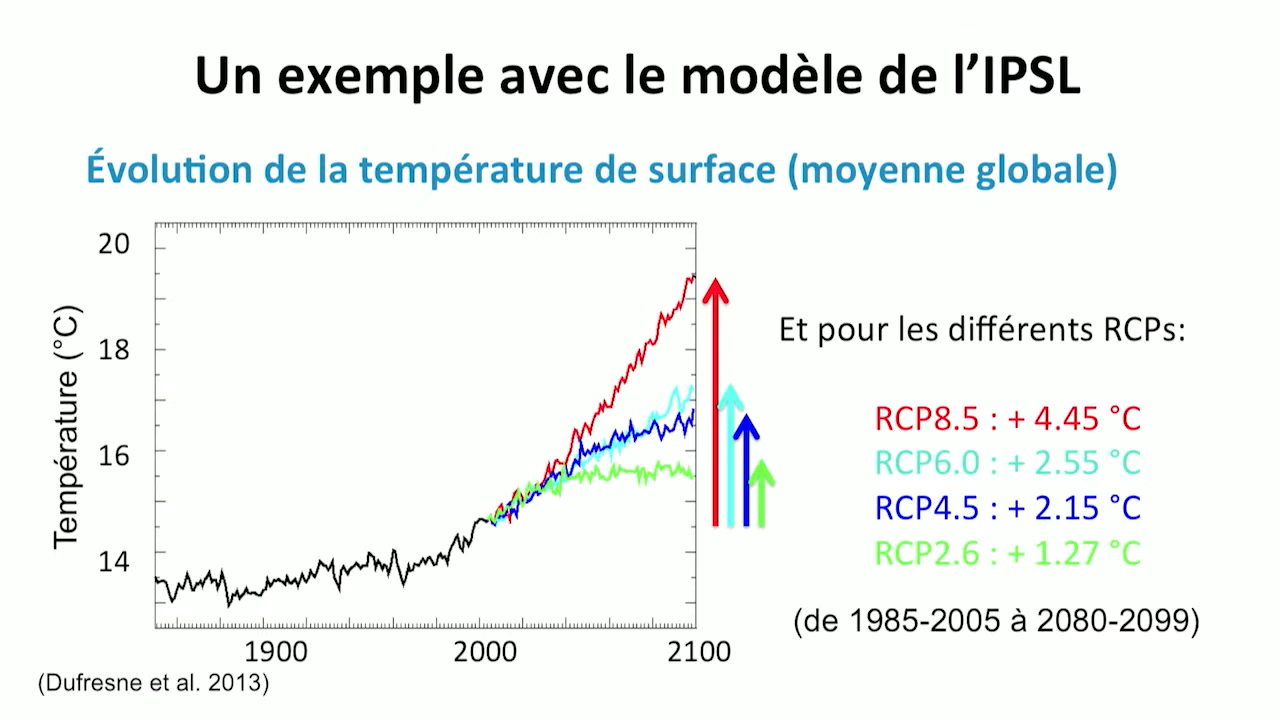 Un exemple avec le modèle de l’IPSL
Évolution de la température de surface (moyenne globale)
20
18
16
14
Température (°C)
1900
2000
2100
Et pour les différents RCPs:
RCP8.5 : + 4.45 °C
RCP6.0 : + 2.55 °C
RCP4.5 : + 2.15 °C
RCP2.6 : + 1.27 °C
(de 1985-2005 à 2080-2099)
(Dufresne et al. 2013)